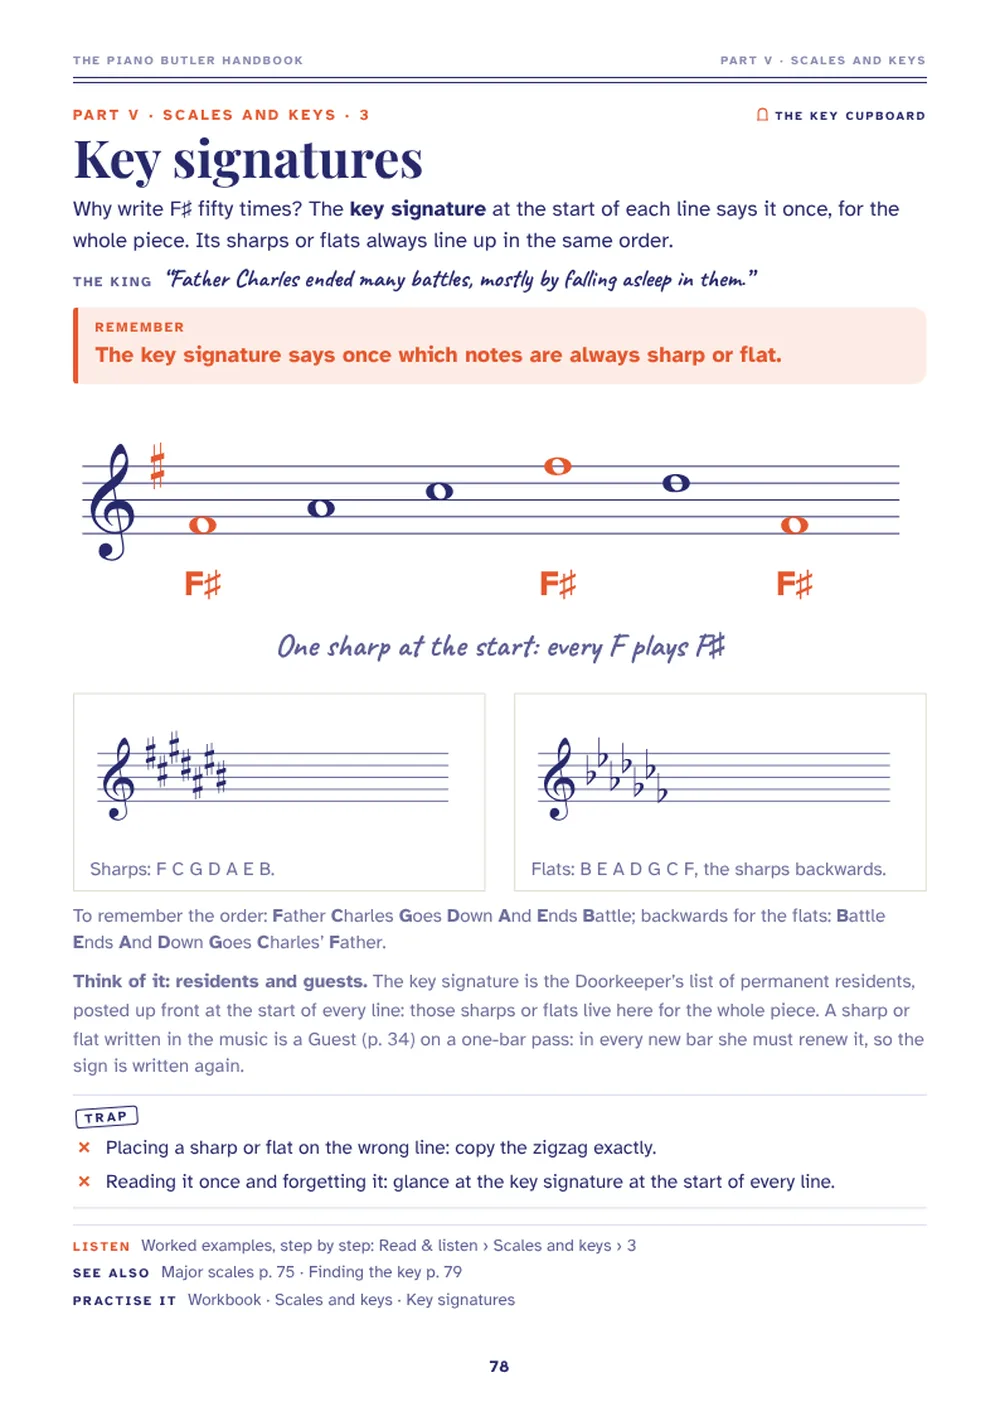 THE PIANO BUTLER HANDBOOK
PART V · SCALES AND KEYS
PART V · SCALES AND KEYS · 3
THE KEY CUPBOARD
Key signatures
Why write F♯ fifty times? The key signature at the start of each line says it once, for the
whole piece. Its sharps or flats always line up in the same order.
THE KING “Father Charles ended many battles, mostly by falling asleep in them.”
REMEMBER
The key signature says once which notes are always sharp or flat.
F♯ F♯ F♯
One sharp at the start: every F plays F♯
Sharps: F C G D A E B.
Flats: B E A D G C F, the sharps backwards.
To remember the order: Father Charles Goes Down And Ends Battle; backwards for the flats: Battle
Ends And Down Goes Charles’ Father.
Think of it: residents and guests. The key signature is the Doorkeeper’s list of permanent residents,
posted up front at the start of every line: those sharps or flats live here for the whole piece. A sharp or
flat written in the music is a Guest (p. 34) on a one-bar pass: in every new bar she must renew it, so the
sign is written again.
TRAP
× Placing a sharp or flat on the wrong line: copy the zigzag exactly.
× Reading it once and forgetting it: glance at the key signature at the start of every line.
LISTEN Worked examples, step by step: Read & listen › Scales and keys › 3
SEE ALSO Major scales p. 75 · Finding the key p. 79
PRACTISE IT Workbook · Scales and keys · Key signatures
78